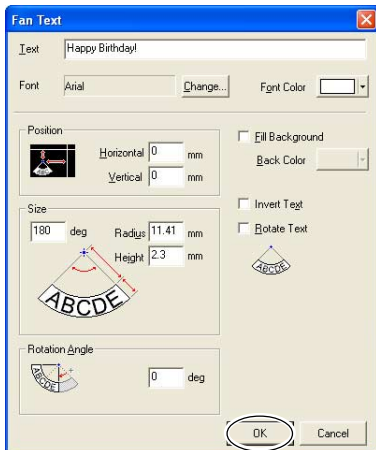 Fan Text
Text Happy Birthday!
Font Arial Change... Font Color
Position
Horizontal 0 mm
Vertical 0 mm
Fill Background
Back Color
Size
180 deg Radius 11.41 mm
Height 2.3 mm
ABCDE
Invert Text
Rotate Text
ABCDE
Rotation Angle
ABCDE
0 deg
OK Cancel